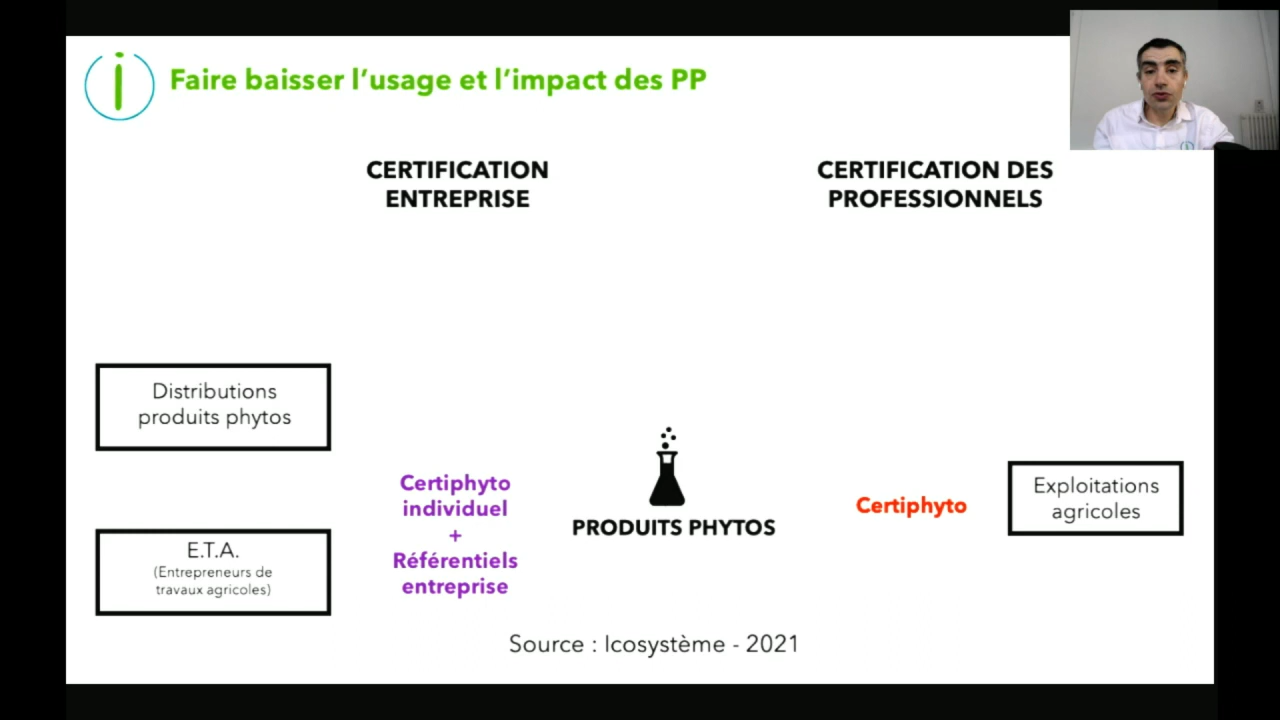 Faire baisser l'usage et l'impact des PP
CERTIFICATION
ENTREPRISE
CERTIFICATION DES
PROFESSIONNELS
Distributions
produits phytos
E.T.A.
(Entrepreneurs de
travaux agricoles)
Certiphyto
individuel
+
Référentiels
entreprise
PRODUITS PHYTOS
Certiphyto
Exploitations
agricoles
Source : Icosystème - 2021